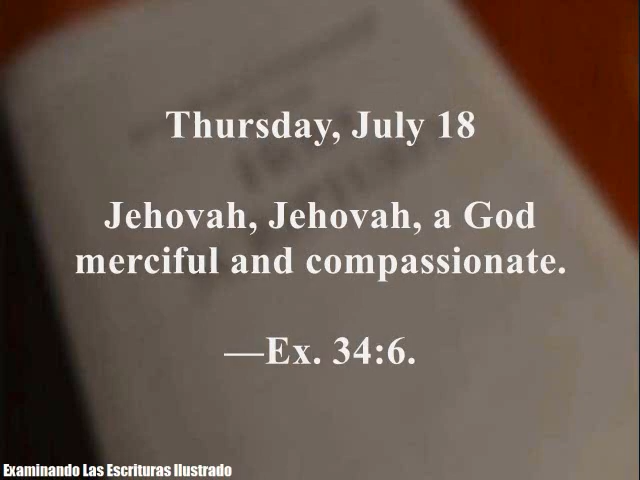 Thursday, July 18
Jehovah, Jehovah, a God
merciful and compassionate.
—Ex. 34:6.
Examinando Las Escrituras Ilustrado